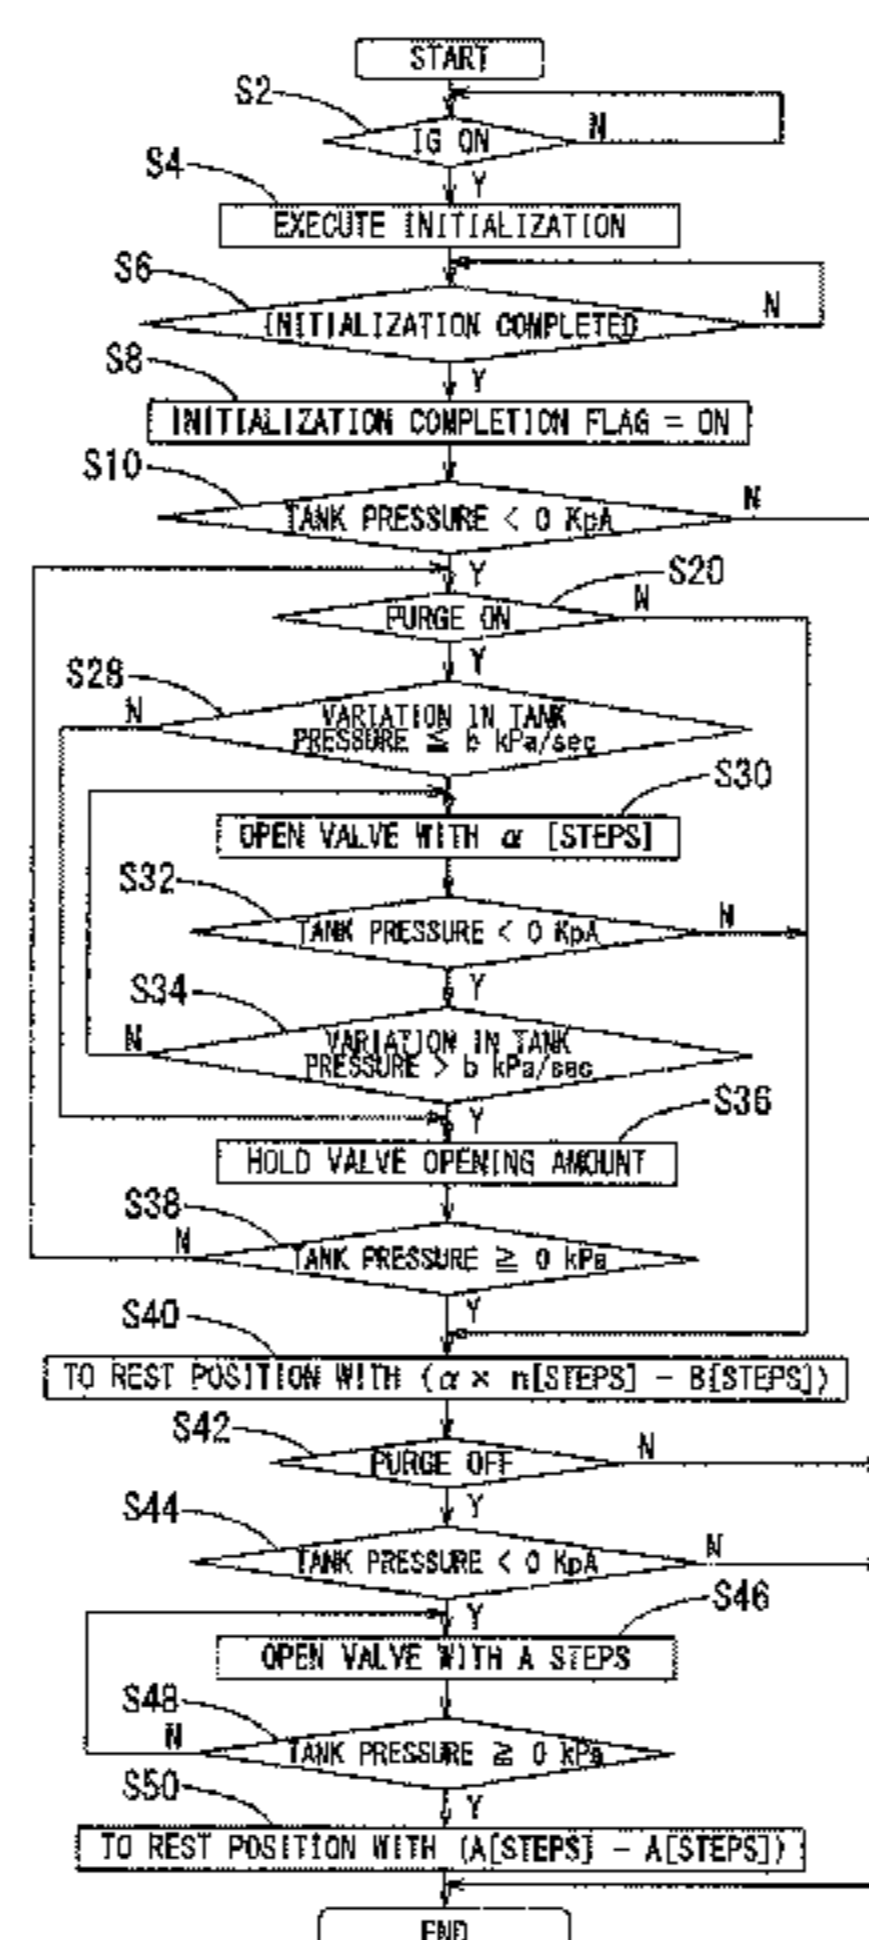 START
S2
IG ON
N
Y
S4
EXECUTE INITIALIZATION
S6
INITIALIZATION COMPLETED
N
Y
S8
INITIALIZATION COMPLETION FLAG = ON
S10
TANK PRESSURE < 0 KpA
N
Y
S20
PURGE ON
N
Y
S28
N
VARIATION IN TANK
PRESSURE ≦ b kPa/sec
S30
OPEN VALVE WITH α [STEPS]
S32
TANK PRESSURE < 0 KpA
N
Y
S34
N
VARIATION IN TANK
PRESSURE > b kPa/sec
Y
S36
HOLD VALVE OPENING AMOUNT
S38
N
TANK PRESSURE ≧ 0 kPa
Y
S40
TO REST POSITION WITH (α × n[STEPS] - B[STEPS])
S42
PURGE OFF
N
Y
S44
TANK PRESSURE < 0 KpA
N
Y
S46
OPEN VALVE WITH A STEPS
S48
N
TANK PRESSURE ≧ 0 kPa
Y
S50
TO REST POSITION WITH (A[STEPS] - A[STEPS])
END